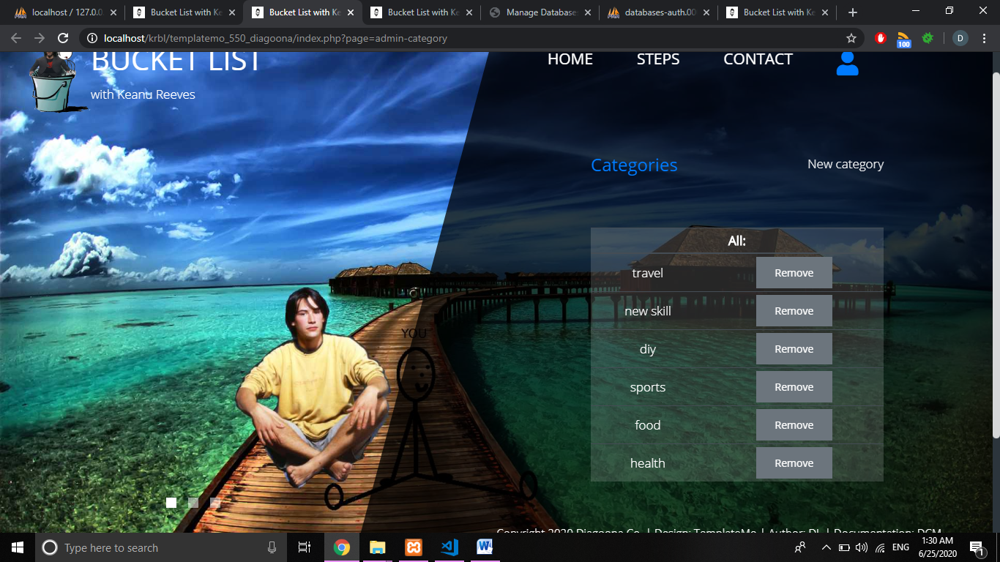 localhost / 127.0.0
Bucket List with Ke
Bucket List with Ke
Bucket List with Ke
Manage Database
databases-auth.00
Bucket List with Ke
localhost/krbl/templatemo_550_diagoona/index.php?page=admin-category
100
D
BUCKET LIST
with Keanu Reeves
HOME STEPS CONTACT
Categories New category
All:
travel Remove
new skill Remove
diy Remove
sports Remove
food Remove
health Remove
YOU
Copyright 2020 Diagoona Co. | Design: TemplateMo | Author: DL | Documentation: DCM
Type here to search
ENG
1:30 AM
6/25/2020
1